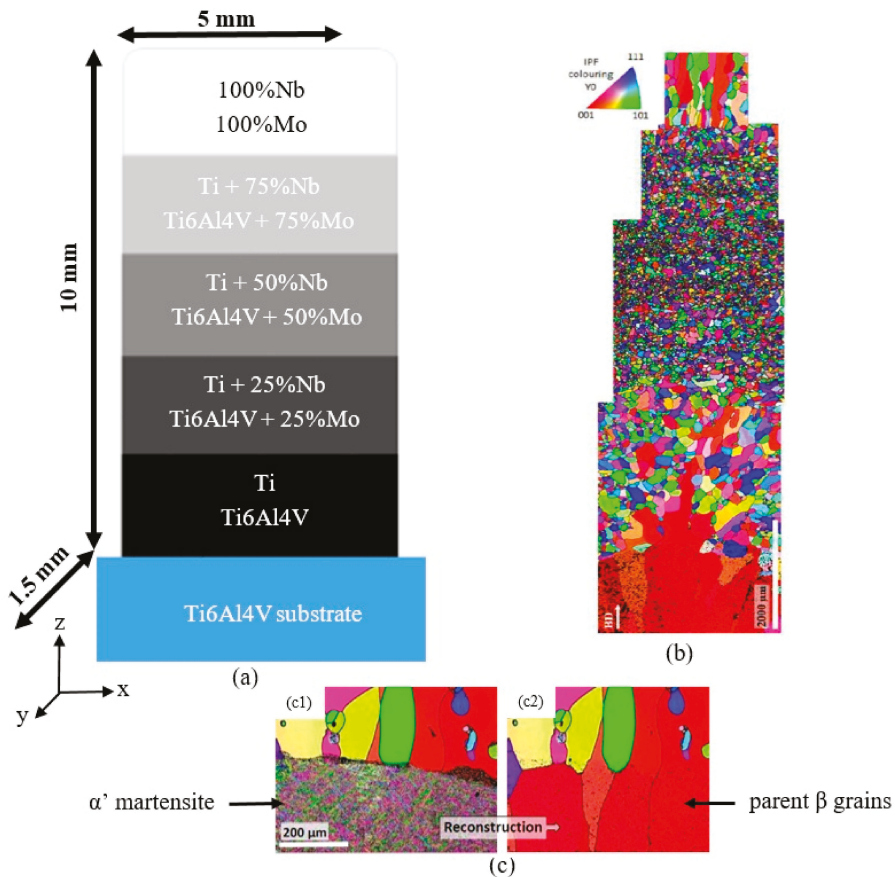 5 mm
10 mm
1.5 mm
100%Nb
100%Mo
Ti + 75%Nb
Ti6Al4V + 75%Mo
Ti + 50%Nb
Ti6Al4V + 50%Mo
Ti + 25%Nb
Ti6Al4V + 25%Mo
Ti
Ti6Al4V
Ti6Al4V substrate
z
x
y
(a)
IPF
colouring
Y0
111
001
101
BD
2000 µm
(b)
(c1)
(c2)
α’ martensite
200 µm
Reconstruction
parent β grains
(c)